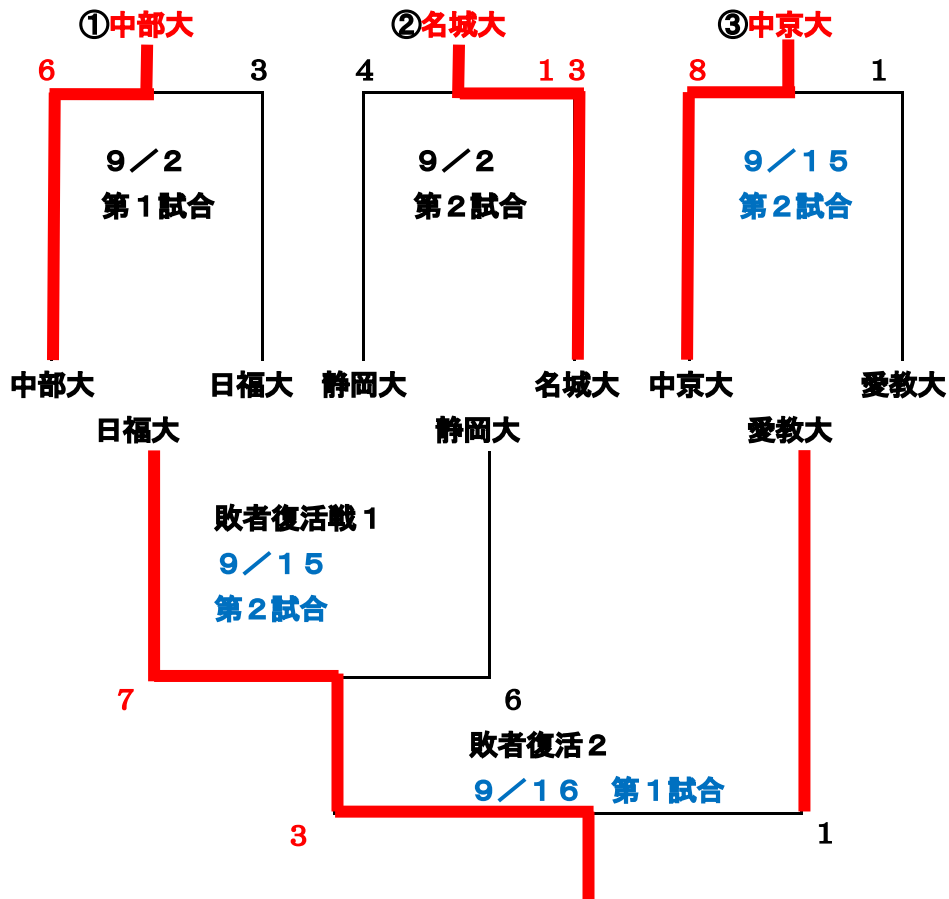 ①中部大 ②名城大 ③中京大
6 3 4 13 8 1
9/2 9/2 9/15
第1試合 第2試合 第2試合
中部大 日福大 静岡大 名城大 中京大 愛教大
日福大 静岡大 愛教大
敗者復活戦1
9/15
第2試合
7 6
敗者復活2
9/16 第1試合
3 1